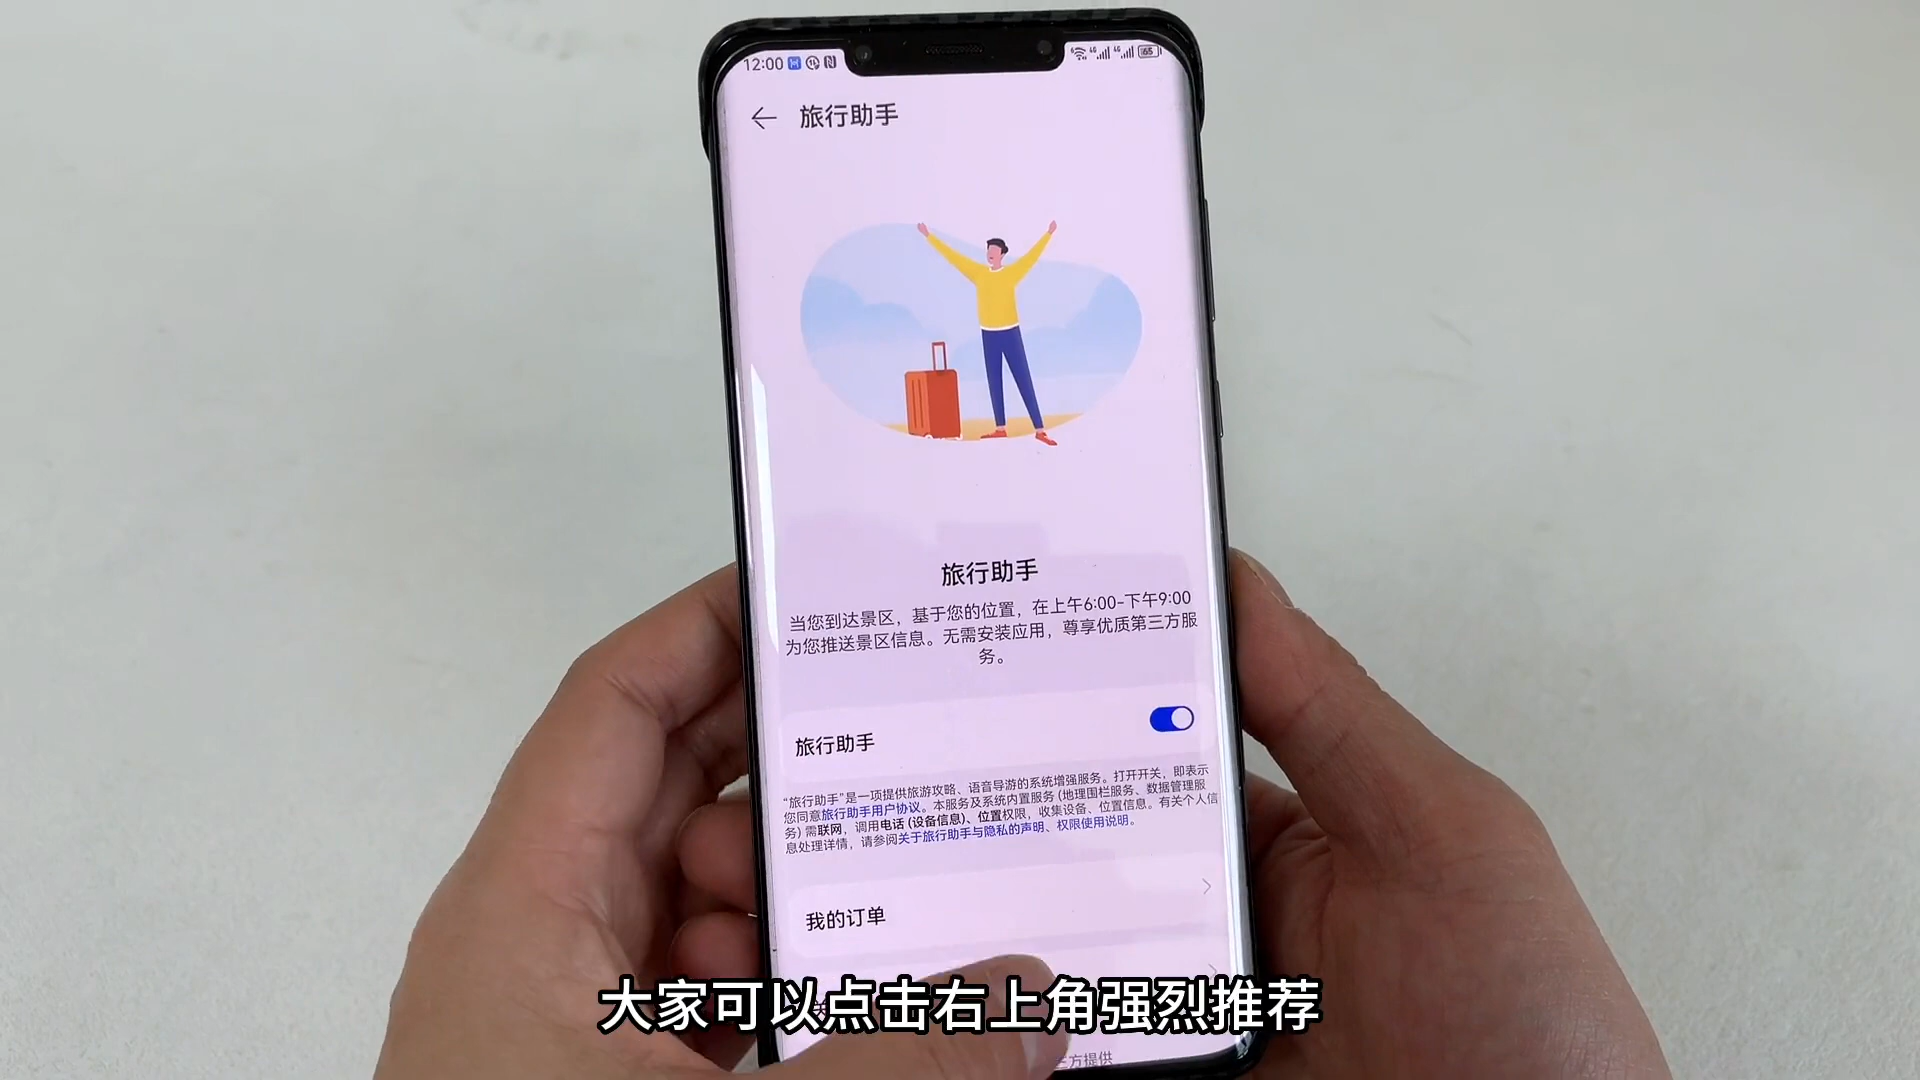 12:00
65
旅行助手
旅行助手
当您到达景区，基于您的位置，在上午6:00-下午9:00
为您推送景区信息。无需安装应用，尊享优质第三方服
务。
旅行助手
“旅行助手”是一项提供旅游攻略、语音导游的系统增强服务。打开开关，即表示
您同意旅行助手用户协议。本服务及系统内置服务 (地理围栏服务、数据管理服
务) 需联网，调用电话 (设备信息)、位置权限，收集设备、位置信息。有关个人信
息处理详情，请参阅关于旅行助手与隐私的声明、权限使用说明。
我的订单
大家可以点击右上角强烈推荐
三方提供